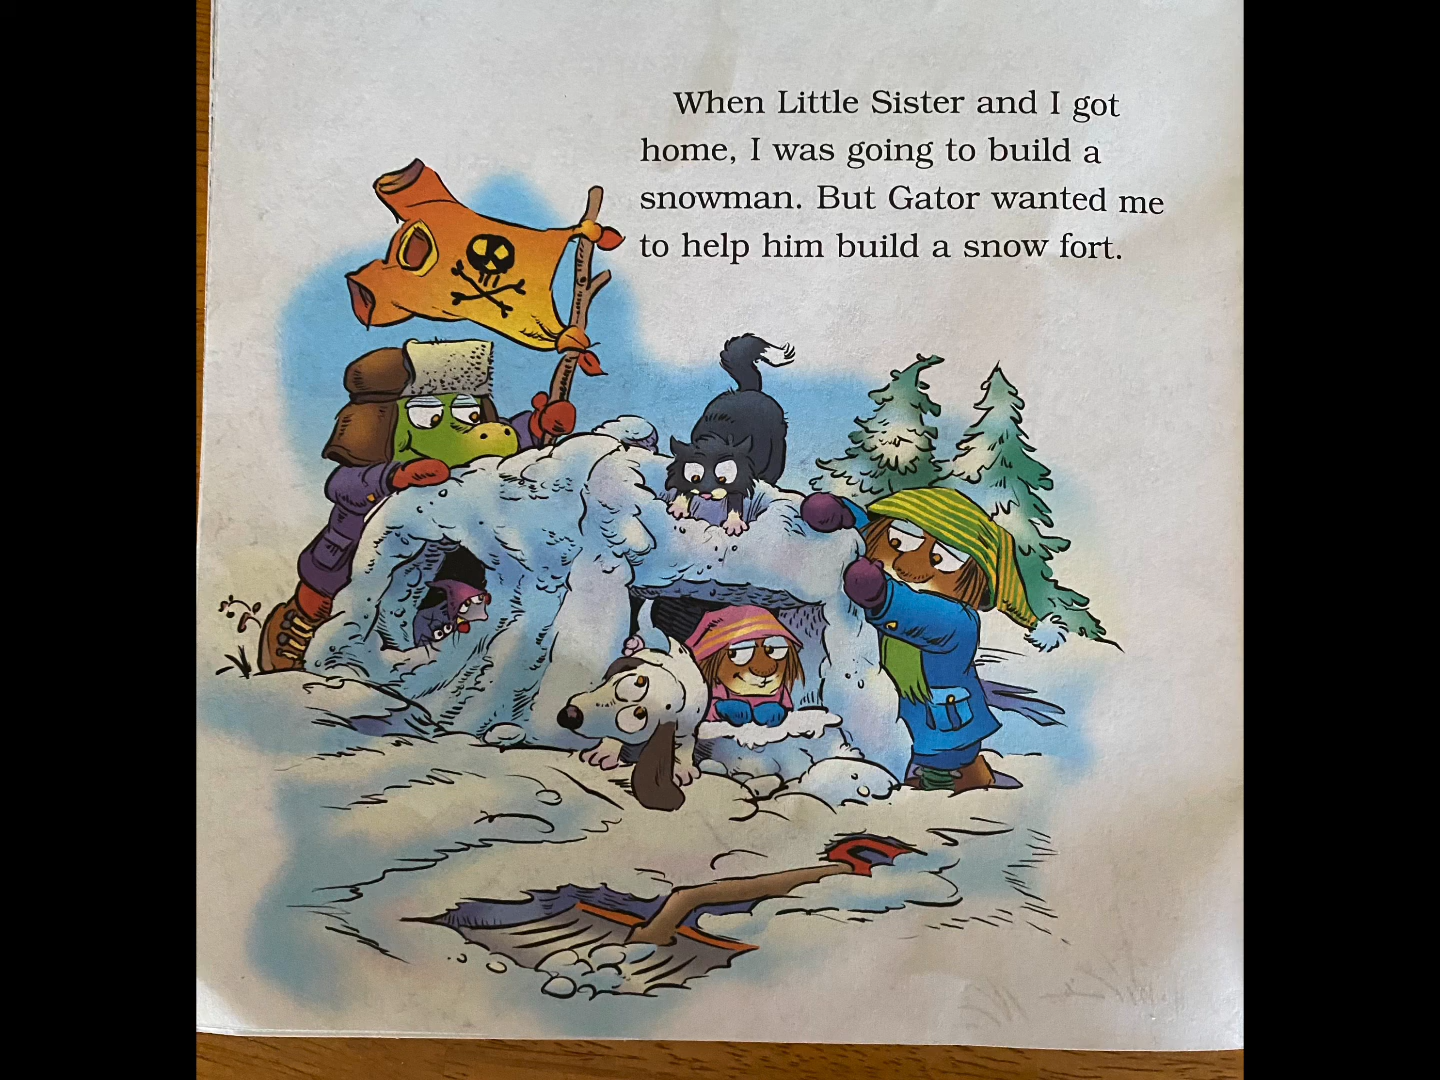 When Little Sister and I got
home, I was going to build a
snowman. But Gator wanted me
to help him build a snow fort.